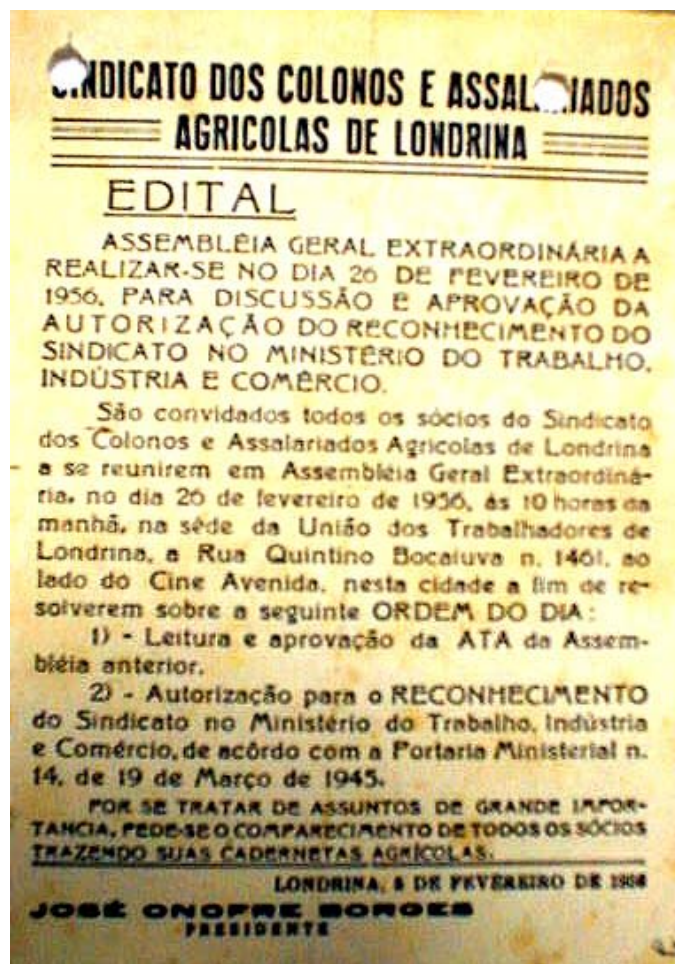 SINDICATO DOS COLONOS E ASSALARIADOS
AGRICOLAS DE LONDRINA
EDITAL
ASSEMBLÉIA GERAL EXTRAORDINÁRIA A
REALIZAR-SE NO DIA 26 DE FEVEREIRO DE
1956, PARA DISCUSSÃO E APROVAÇÃO DA
AUTORIZAÇÃO DO RECONHECIMENTO DO
SINDICATO NO MINISTÉRIO DO TRABALHO,
INDÚSTRIA E COMÉRCIO.
São convidados todos os sócios do Sindicato
dos Colonos e Assalariados Agricolas de Londrina
a se reunirem em Assembléia Geral Extraordiná-
ria, no dia 26 de fevereiro de 1956, ás 10 horas da
manhã, na séde da União dos Trabalhadores de
Londrina, a Rua Quintino Bocaiuva n. 1461, ao
lado do Cine Avenida, nesta cidade a fim de re-
solverem sobre a seguinte ORDEM DO DIA:
1) - Leitura e aprovação da ATA da Assem-
bléia anterior.
2) - Autorização para o RECONHECIMENTO
do Sindicato no Ministério do Trabalho, Indústria
e Comércio, de acôrdo com a Portaria Ministerial n.
14, de 19 de Março de 1945.
POR SE TRATAR DE ASSUNTOS DE GRANDE IMPOR-
TANCIA, PEDE-SE O COMPARECIMENTO DE TODOS OS SÓCIOS
TRAZENDO SUAS CADERNETAS AGRÍCOLAS.
LONDRINA, DE FEVEREIRO DE 1956
JOSÉ ONOFRE BORGES
PRESIDENTE